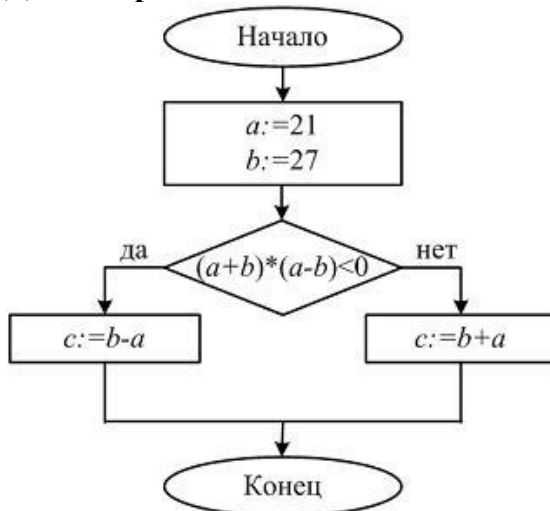 Начало
a:=21
b:=27
да
(a+b)*(a-b)<0
нет
c:=b-a
c:=b+a
Конец